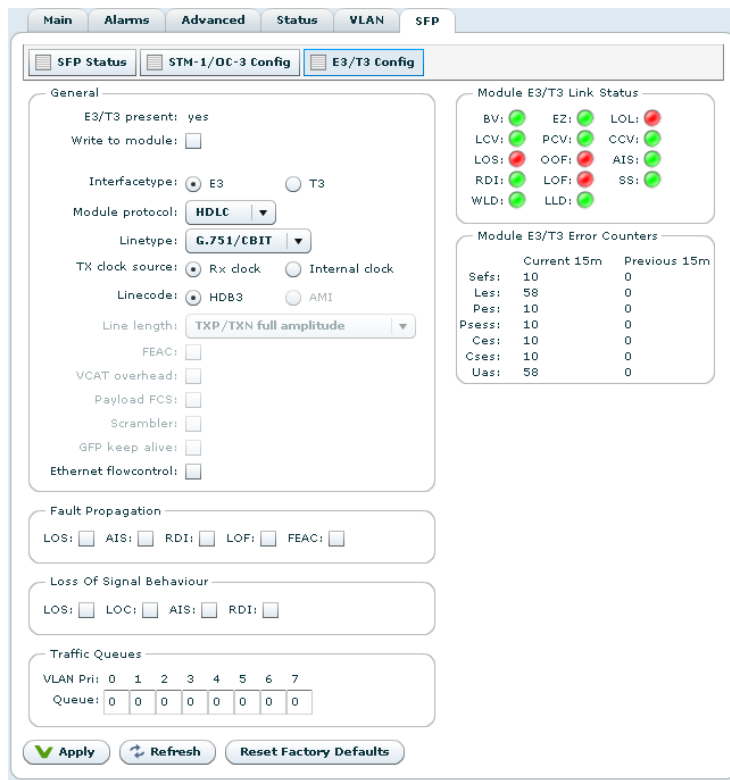 Main Alarms Advanced Status VLAN SFP
SFP Status STM-1/OC-3 Config E3/T3 Config
General
E3/T3 present: yes
Write to module:
Interfacetype: E3 T3
Module protocol: HDLC
Linetype: G.751/CBIT
TX clock source: Rx clock Internal clock
Linecode: HDB3 AMI
Line length: TXP/TXN full amplitude
FEAC:
VCAT overhead:
Payload FCS:
Scrambler:
GFP keep alive:
Ethernet flowcontrol:
Module E3/T3 Link Status
BV: EZ: LOL:
LCV: PCV: CCV:
LOS: OOF: AIS:
RDI: LOF: SS:
WLD: LLD:
Module E3/T3 Error Counters
Current 15m Previous 15m
Sefs: 10 0
Les: 58 0
Pes: 10 0
Psess: 10 0
Ces: 10 0
Cses: 10 0
Uas: 58 0
Fault Propagation
LOS: AIS: RDI: LOF: FEAC:
Loss Of Signal Behaviour
LOS: LOC: AIS: RDI:
Traffic Queues
VLAN Pri: 0 1 2 3 4 5 6 7
Queue: 0 0 0 0 0 0 0 0
Apply Refresh Reset Factory Defaults